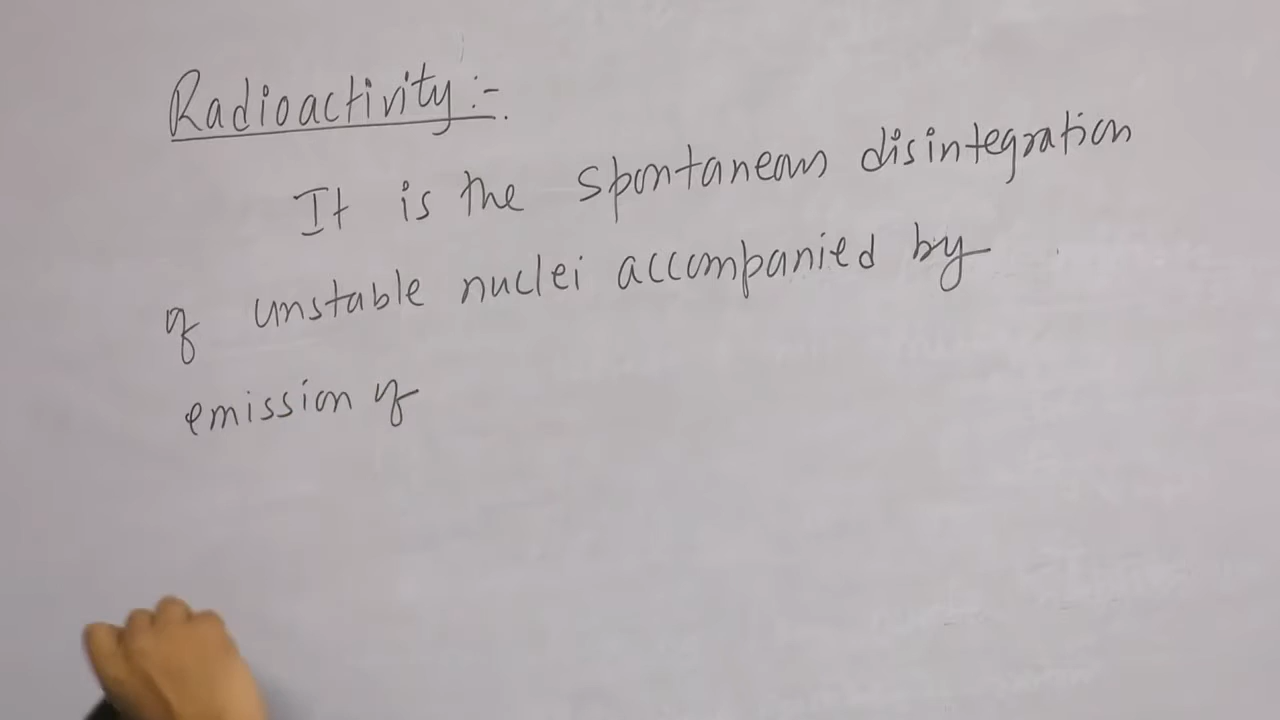 Radioactivity :-
It is the spontaneous disintegration
of unstable nuclei accompanied by
emission of